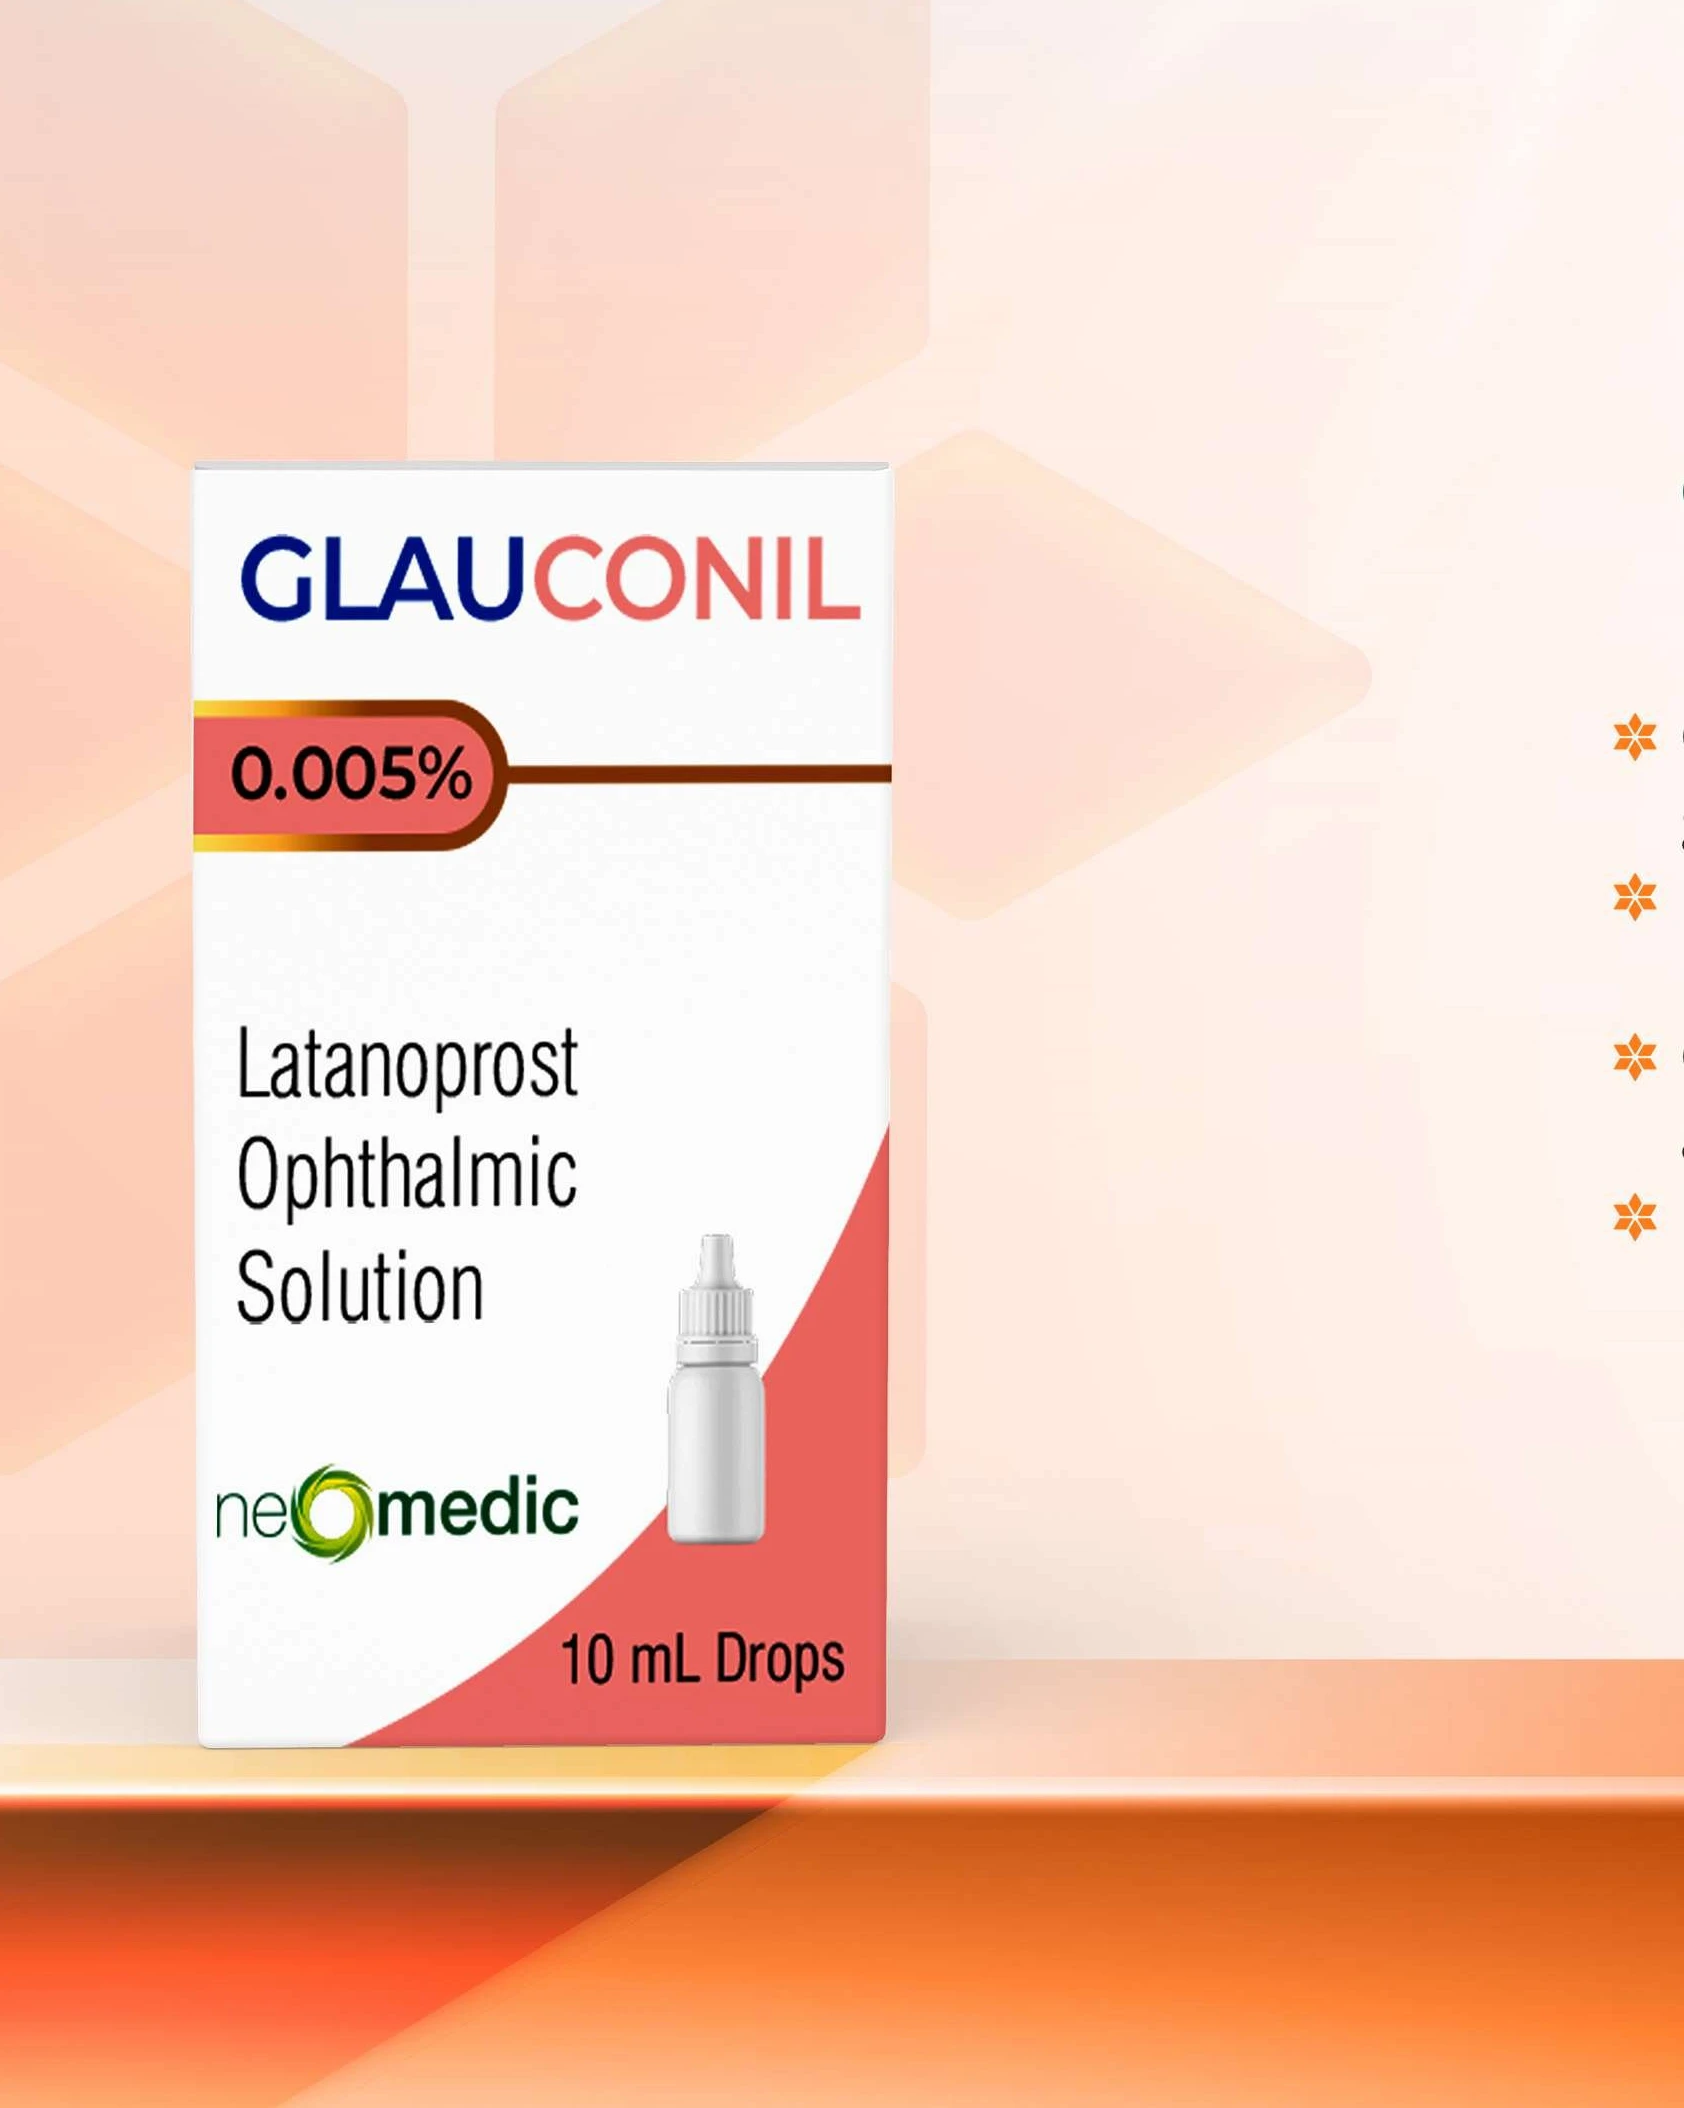 GLAUCONIL
0.005%
Latanoprost
Ophthalmic
Solution
neomedic
10 mL Drops